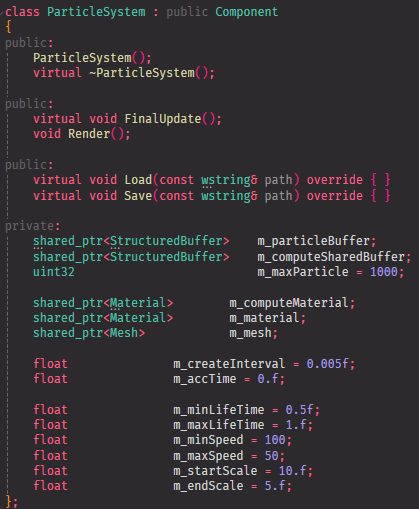 class ParticleSystem : public Component
{
public:
    ParticleSystem();
    virtual ~ParticleSystem();

public:
    virtual void FinalUpdate();
    void Render();

public:
    virtual void Load(const wstring& path) override { }
    virtual void Save(const wstring& path) override { }

private:
    shared_ptr<StructuredBuffer>    m_particleBuffer;
    shared_ptr<StructuredBuffer>    m_computeSharedBuffer;
    uint32                          m_maxParticle = 1000;

    shared_ptr<Material>        m_computeMaterial;
    shared_ptr<Material>        m_material;
    shared_ptr<Mesh>            m_mesh;

    float               m_createInterval = 0.005f;
    float               m_accTime = 0.f;

    float               m_minLifeTime = 0.5f;
    float               m_maxLifeTime = 1.f;
    float               m_minSpeed = 100;
    float               m_maxSpeed = 50;
    float               m_startScale = 10.f;
    float               m_endScale = 5.f;
};